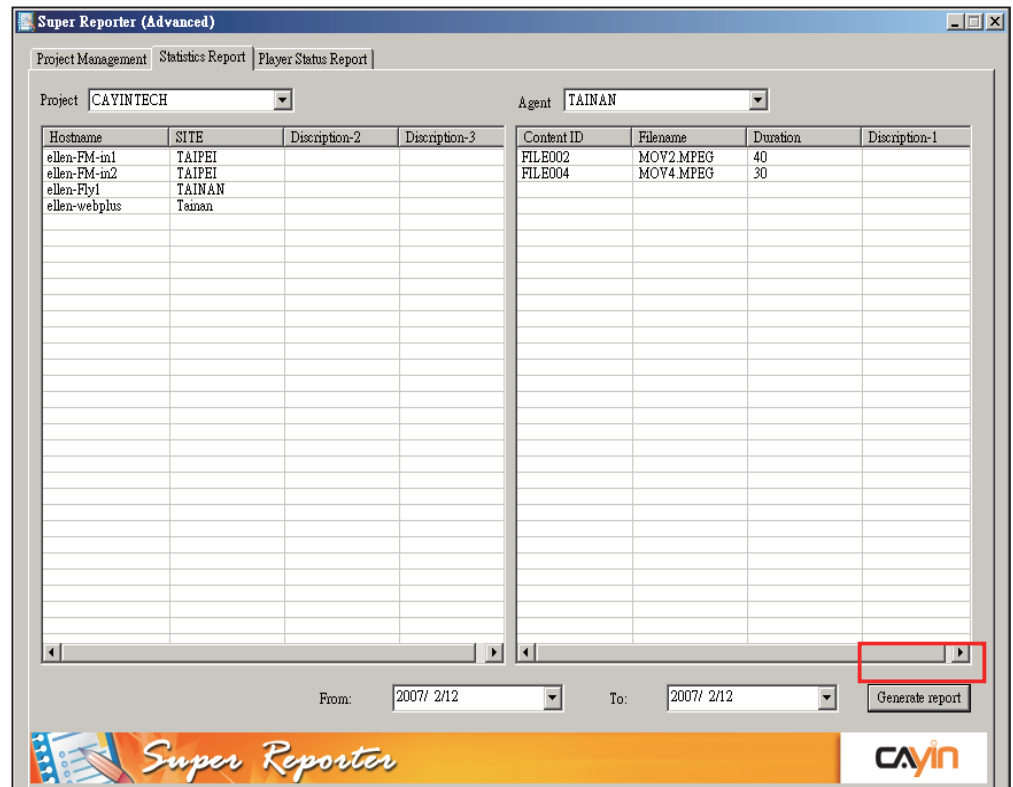 Super Reporter (Advanced)
Project Management Statistics Report Player Status Report
Project CAYINTECH Agent TAINAN
Hostname SITE Discription-2 Discription-3 Content ID Filename Duration Discription-1
ellen-FM-in1 TAIPEI FILE002 MOV2.MPEG 40
ellen-FM-in2 TAIPEI FILE004 MOV4.MPEG 30
ellen-Fly1 TAINAN
ellen-webplus Tainan
From: 2007/ 2/12 To: 2007/ 2/12 Generate report
Super Reporter CAYIN